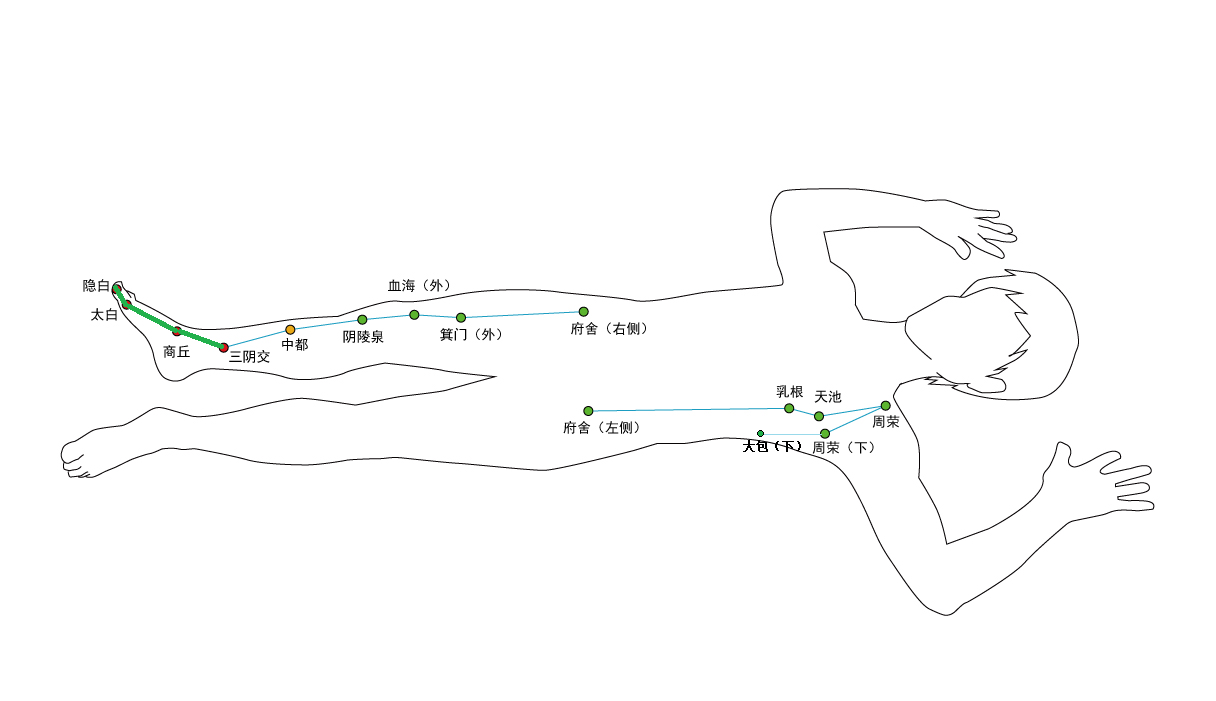 隐白
太白
商丘
三阴交
中都
阴陵泉
血海（外）
箕门（外）
府舍（右侧）
府舍（左侧）
乳根
天池
周荣
大包（下）
周荣（下）